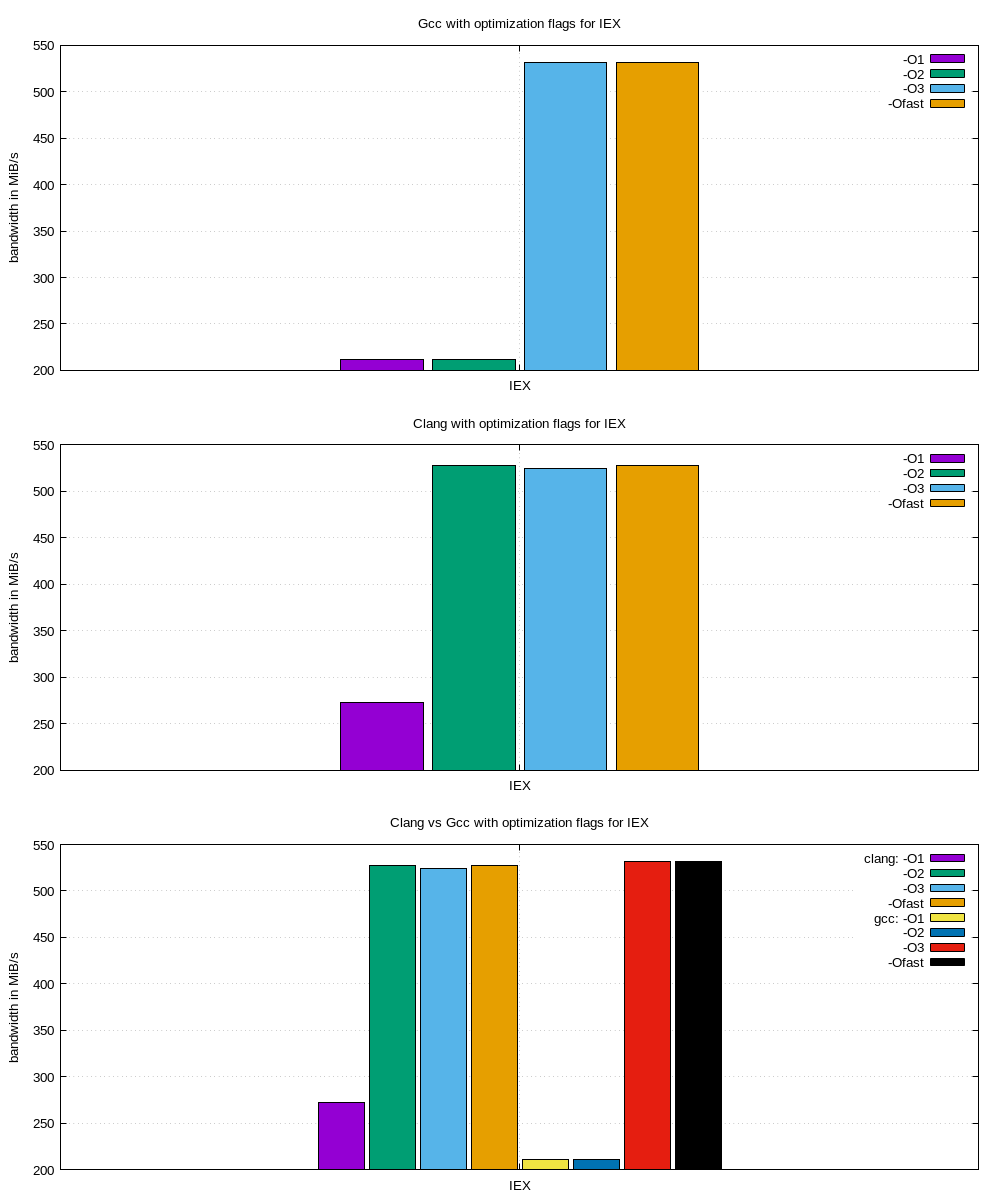 Gcc with optimization flags for IEX
550
500
450
400
350
300
250
200
bandwidth in MiB/s
-O1
-O2
-O3
-Ofast
IEX
Clang with optimization flags for IEX
550
500
450
400
350
300
250
200
bandwidth in MiB/s
-O1
-O2
-O3
-Ofast
IEX
Clang vs Gcc with optimization flags for IEX
550
500
450
400
350
300
250
200
bandwidth in MiB/s
clang: -O1
-O2
-O3
-Ofast
gcc: -O1
-O2
-O3
-Ofast
IEX